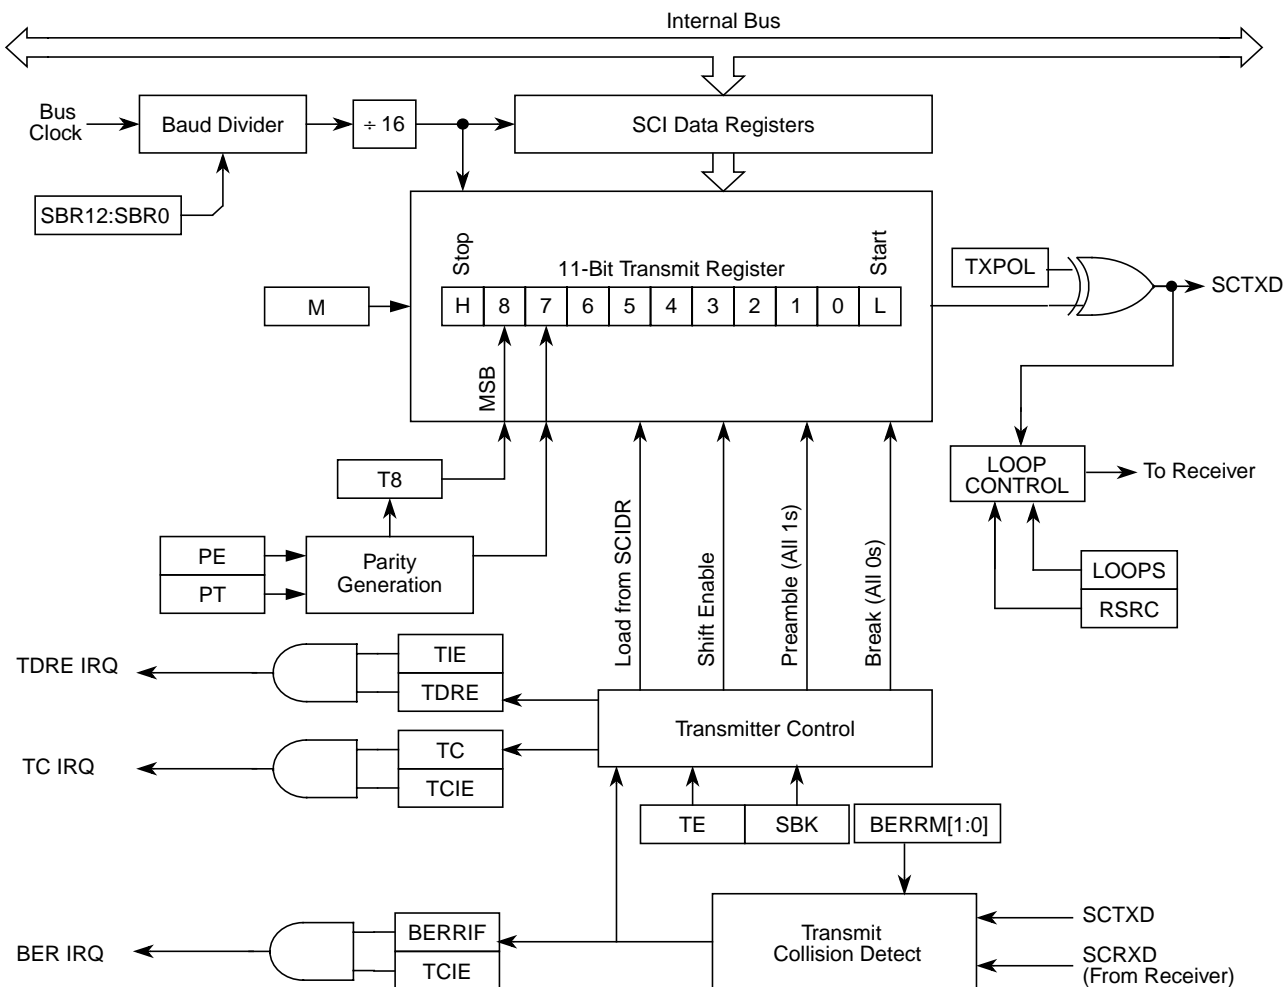 Internal Bus
Bus
Clock
Baud Divider
÷ 16
SCI Data Registers
SBR12:SBR0
Stop
11-Bit Transmit Register
Start
TXPOL
SCTXD
M
H 8 7 6 5 4 3 2 1 0 L
MSB
T8
LOOP
CONTROL
To Receiver
PE
PT
Parity
Generation
Load from SCIDR
Shift Enable
Preamble (All 1s)
Break (All 0s)
LOOPS
RSRC
TDRE IRQ
TIE
TDRE
Transmitter Control
TC IRQ
TC
TCIE
TE
SBK
BERRM[1:0]
BER IRQ
BERRIF
TCIE
Transmit
Collision Detect
SCTXD
SCRXD
(From Receiver)